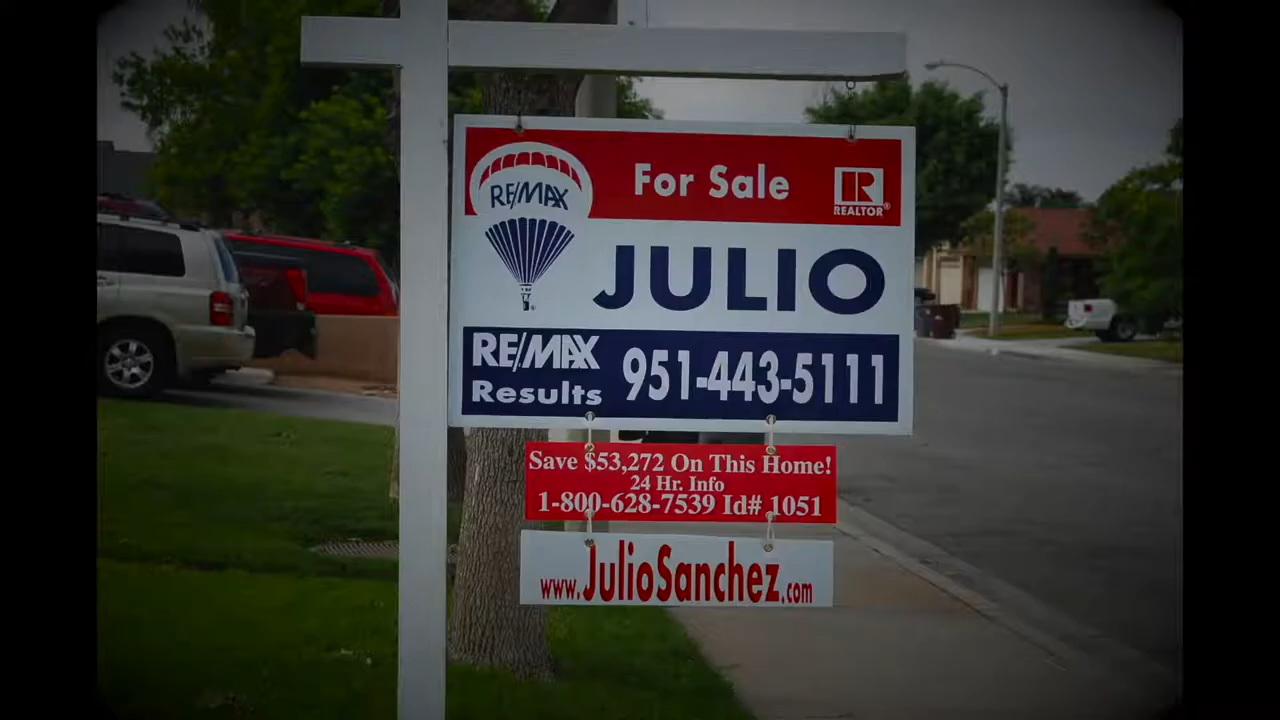 For Sale
RE/MAX
REALTOR®
JULIO
RE/MAX
Results
951-443-5111
Save $53,272 On This Home!
24 Hr. Info
1-800-628-7539 Id# 1051
www.JulioSanchez.com